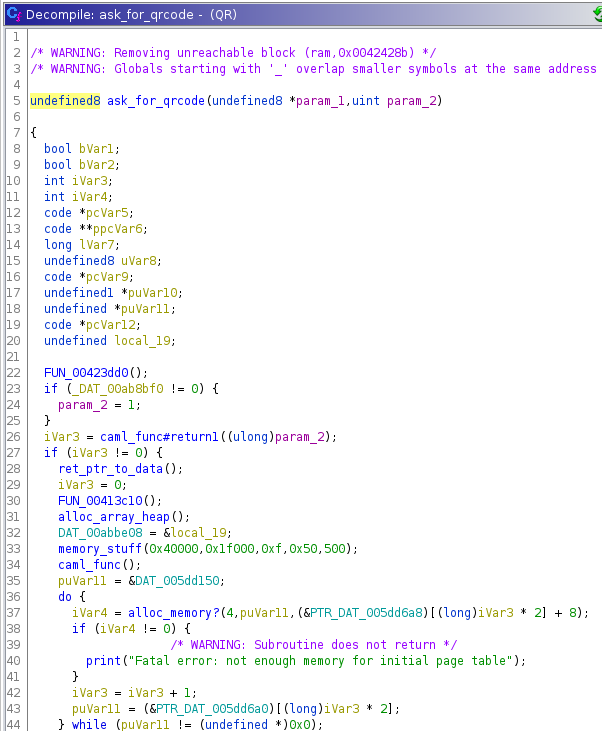 Decompile: ask_for_qrcode - (QR)
1
2 /* WARNING: Removing unreachable block (ram,0x0042428b) */
3 /* WARNING: Globals starting with '_' overlap smaller symbols at the same address
4
5 undefined8 ask_for_qrcode(undefined8 *param_1,uint param_2)
6
7 {
8 bool bVar1;
9 bool bVar2;
10 int iVar3;
11 int iVar4;
12 code *pcVar5;
13 code **ppcVar6;
14 long lVar7;
15 undefined8 uVar8;
16 code *pcVar9;
17 undefined1 *puVar10;
18 undefined *puVar11;
19 code *pcVar12;
20 undefined local_19;
21
22 FUN_00423dd0();
23 if (_DAT_00ab8bf0 != 0) {
24 param_2 = 1;
25 }
26 iVar3 = caml_func#return1((ulong)param_2);
27 if (iVar3 != 0) {
28 ret_ptr_to_data();
29 iVar3 = 0;
30 FUN_00413c10();
31 alloc_array_heap();
32 DAT_00abbe08 = &local_19;
33 memory_stuff(0x40000,0x1f000,0xf,0x50,500);
34 caml_func();
35 puVar11 = &DAT_005dd150;
36 do {
37 iVar4 = alloc_memory?(4,puVar11,(&PTR_DAT_005dd6a8)[(long)iVar3 * 2] + 8);
38 if (iVar4 != 0) {
39 /* WARNING: Subroutine does not return */
40 print("Fatal error: not enough memory for initial page table");
41 }
42 iVar3 = iVar3 + 1;
43 puVar11 = (&PTR_DAT_005dd6a0)[(long)iVar3 * 2];
44 } while (puVar11 != (undefined *)0x0);